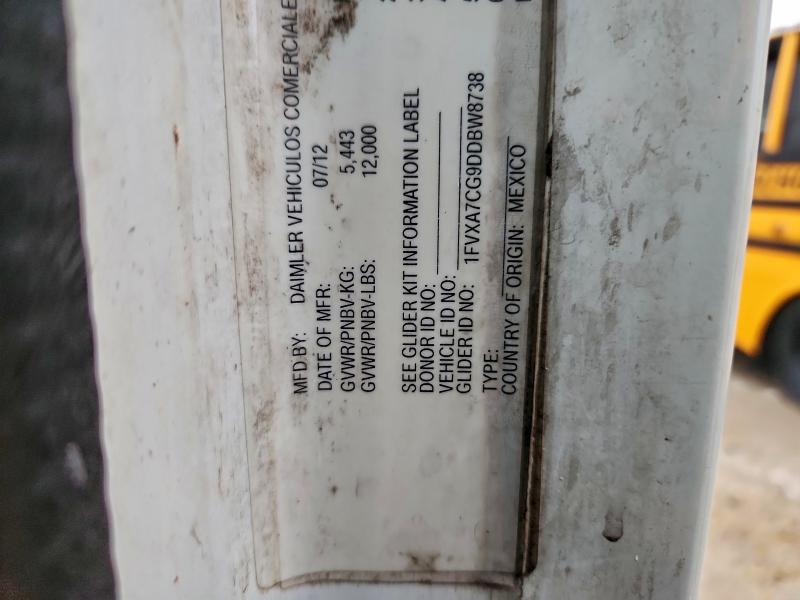 MFD BY: DAIMLER VEHICULOS COMERCIALE
DATE OF MFR: 07/12
GVWR/PNBV-KG: 5,443
GVWR/PNBV-LBS: 12,000
SEE GLIDER KIT INFORMATION LABEL
DONOR ID NO:
VEHICLE ID NO:
GLIDER ID NO: 1FVXA7CG9DDBW8738
TYPE:
COUNTRY OF ORIGIN: MEXICO